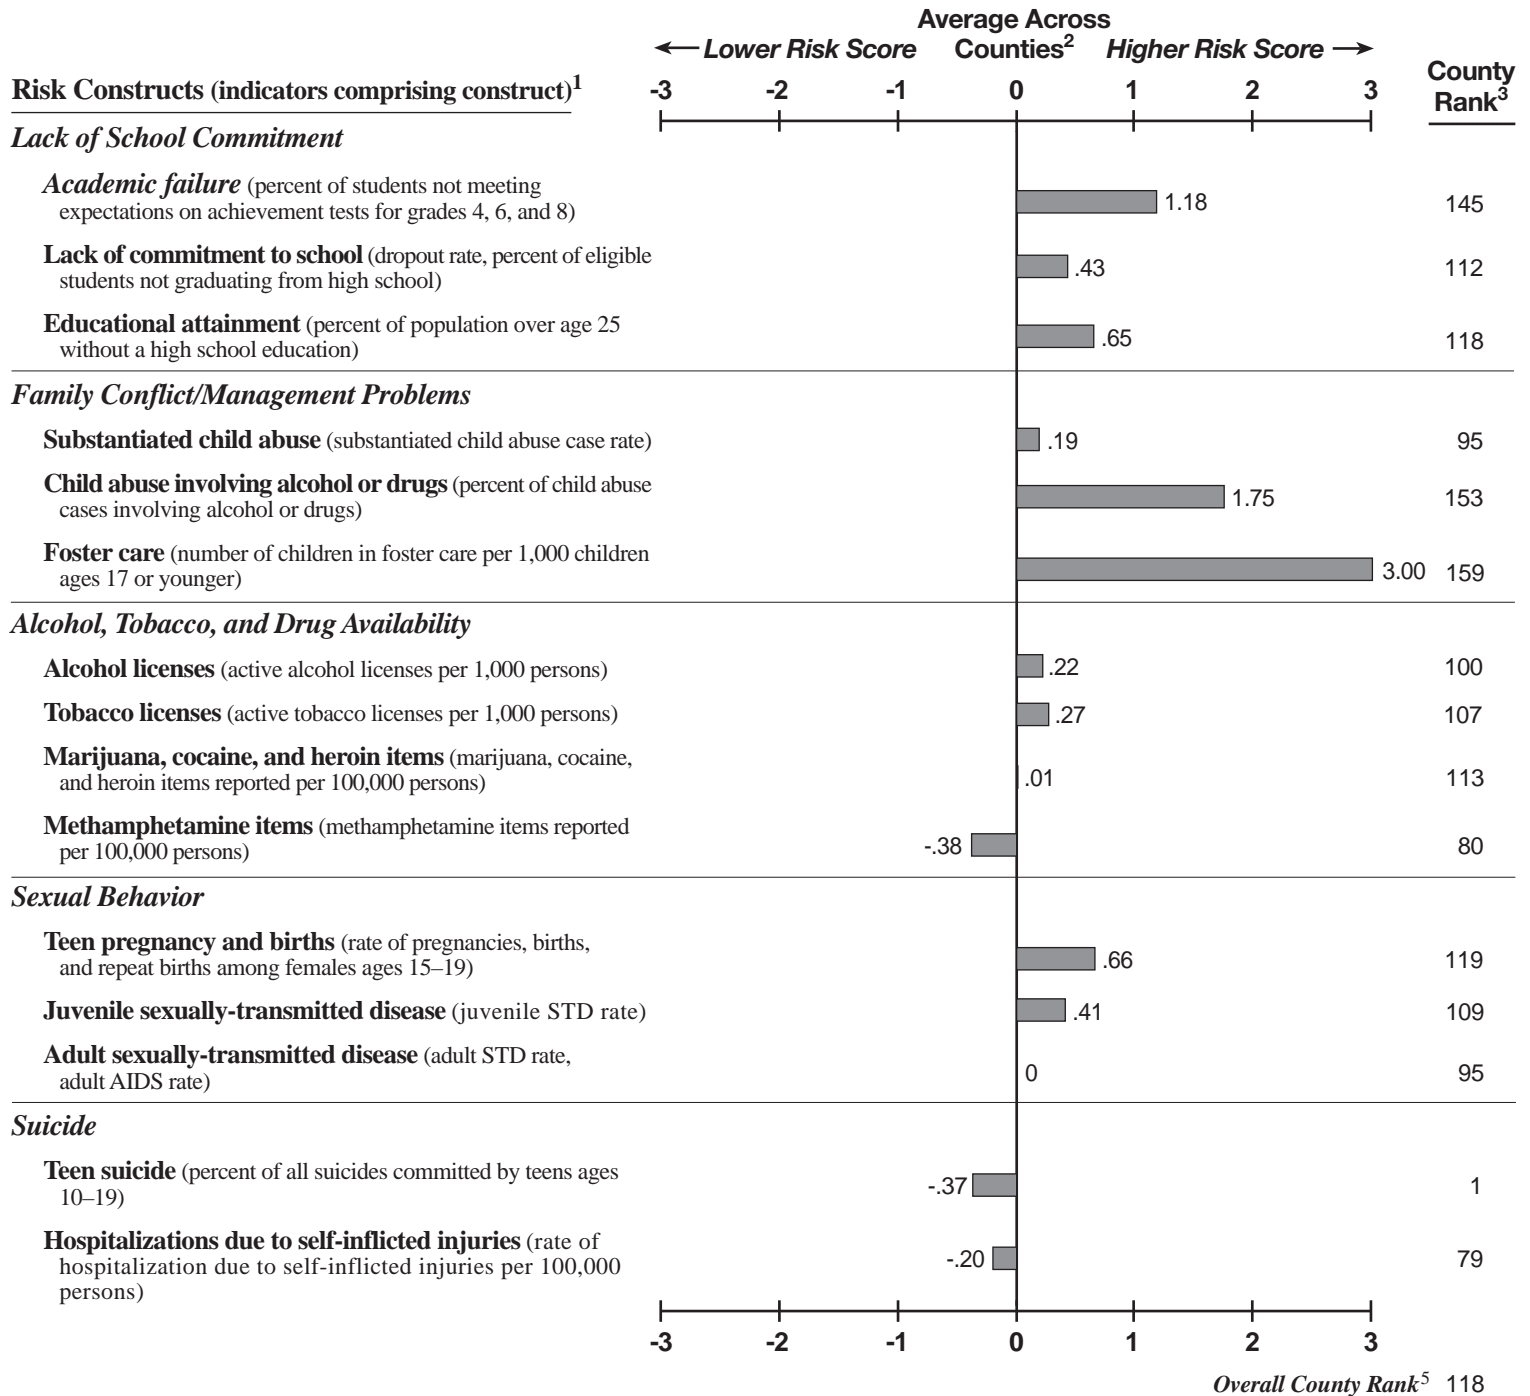 Average Across
← Lower Risk Score Counties2 Higher Risk Score →
County
Rank3
Risk Constructs (indicators comprising construct)1
-3 -2 -1 0 1 2 3
Lack of School Commitment
Academic failure (percent of students not meeting
expectations on achievement tests for grades 4, 6, and 8)
1.18 145
Lack of commitment to school (dropout rate, percent of eligible
students not graduating from high school)
.43 112
Educational attainment (percent of population over age 25
without a high school education)
.65 118
Family Conflict/Management Problems
Substantiated child abuse (substantiated child abuse case rate)
.19 95
Child abuse involving alcohol or drugs (percent of child abuse
cases involving alcohol or drugs)
1.75 153
Foster care (number of children in foster care per 1,000 children
ages 17 or younger)
3.00 159
Alcohol, Tobacco, and Drug Availability
Alcohol licenses (active alcohol licenses per 1,000 persons)
.22 100
Tobacco licenses (active tobacco licenses per 1,000 persons)
.27 107
Marijuana, cocaine, and heroin items (marijuana, cocaine,
and heroin items reported per 100,000 persons)
.01 113
Methamphetamine items (methamphetamine items reported
per 100,000 persons)
-.38 80
Sexual Behavior
Teen pregnancy and births (rate of pregnancies, births,
and repeat births among females ages 15–19)
.66 119
Juvenile sexually-transmitted disease (juvenile STD rate)
.41 109
Adult sexually-transmitted disease (adult STD rate,
adult AIDS rate)
0 95
Suicide
Teen suicide (percent of all suicides committed by teens ages
10–19)
-.37 1
Hospitalizations due to self-inflicted injuries (rate of
hospitalization due to self-inflicted injuries per 100,000
persons)
-.20 79
-3 -2 -1 0 1 2 3
Overall County Rank5 118